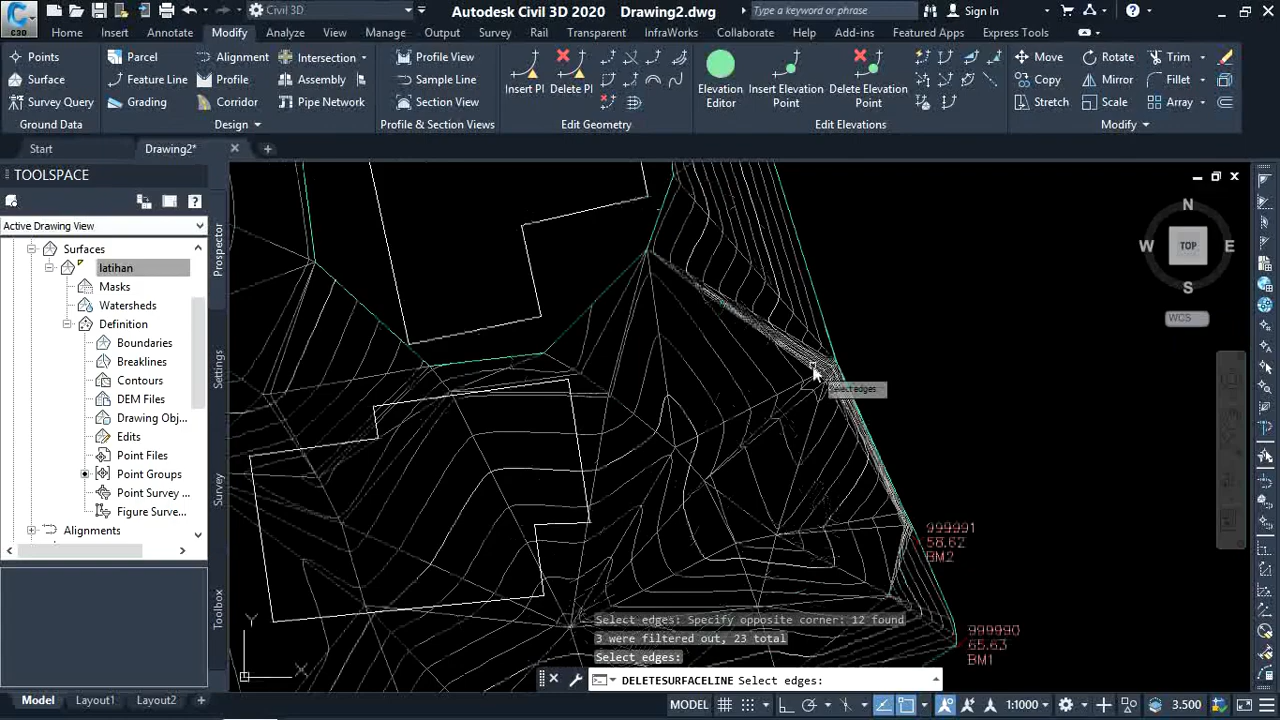 Civil 3D
Autodesk Civil 3D 2020 Drawing2.dwg
Type a keyword or phrase
Sign In
C3D
Home Insert Annotate Modify Analyze View Manage Output Survey Rail Transparent InfraWorks Collaborate Help Add-ins Featured Apps Express Tools
Points
Surface
Survey Query
Ground Data
Parcel
Feature Line
Grading
Alignment
Profile
Corridor
Intersection
Assembly
Pipe Network
Design
Profile View
Sample Line
Section View
Profile & Section Views
Insert PI
Delete PI
Edit Geometry
Elevation Editor
Insert Elevation Point
Delete Elevation Point
Edit Elevations
Move
Copy
Stretch
Rotate
Mirror
Scale
Trim
Fillet
Array
Modify
Start
Drawing2*
TOOLSPACE
Active Drawing View
Surfaces
latihan
Masks
Watersheds
Definition
Boundaries
Breaklines
Contours
DEM Files
Drawing Obj...
Edits
Point Files
Point Groups
Point Survey ...
Figure Surve...
Alignments
Prospector
Settings
Survey
Toolbox
N
W
TOP
E
S
WCS
Select edges:
999991
58.62
BM2
999990
65.63
BM1
Y
X
Select edges: Specify opposite corner: 12 found
3 were filtered out, 23 total
Select edges:
DELETESURFACELINE Select edges:
Model Layout1 Layout2
MODEL
1:1000
3.500